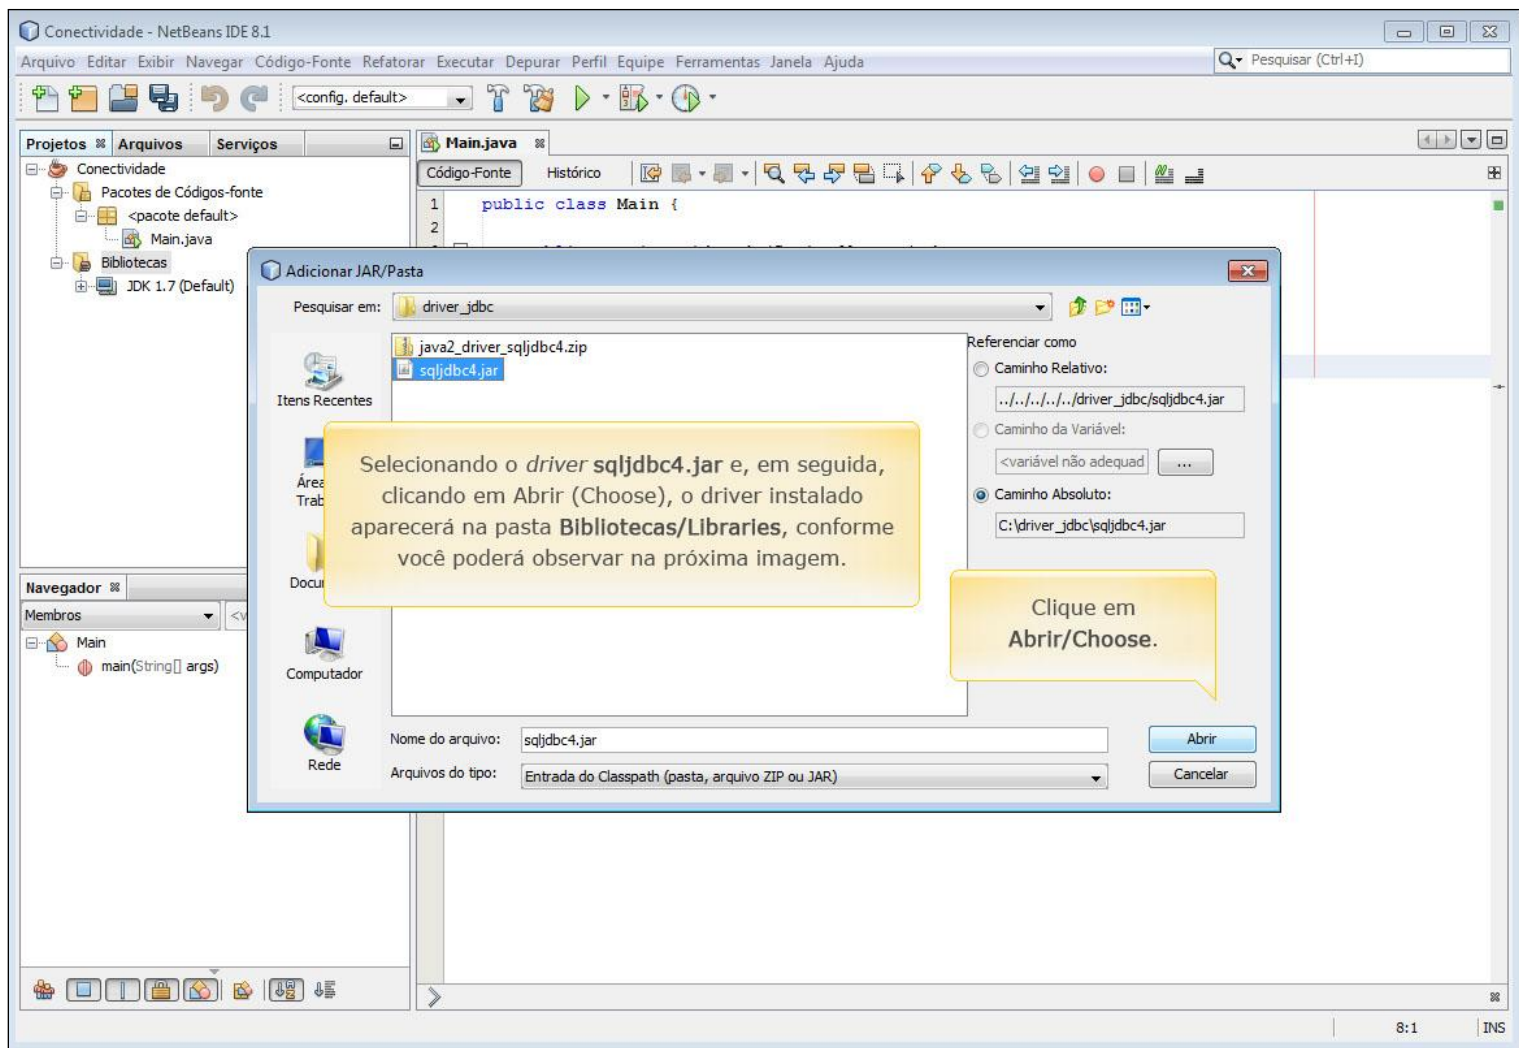 Conectividade - NetBeans IDE 8.1
Arquivo Editar Exibir Navegar Código-Fonte Refatorar Executar Depurar Perfil Equipe Ferramentas Janela Ajuda
Pesquisar (Ctrl+I)
<config. default>
Projetos Arquivos Serviços
Conectividade
Pacotes de Códigos-fonte
<pacote default>
Main.java
Bibliotecas
JDK 1.7 (Default)
Main.java
Código-Fonte Histórico
1 public class Main {
2
Adicionar JAR/Pasta
Pesquisar em: driver_jdbc
java2_driver_sqljdbc4.zip
sqljdbc4.jar
Itens Recentes
Computador
Rede
Referenciar como
Caminho Relativo:
../../../../../driver_jdbc/sqljdbc4.jar
Caminho da Variável:
<variável não adequad ...
Caminho Absoluto:
C:\driver_jdbc\sqljdbc4.jar
Selecionando o driver sqljdbc4.jar e, em seguida,
clicando em Abrir (Choose), o driver instalado
aparecerá na pasta Bibliotecas/Libraries, conforme
você poderá observar na próxima imagem.
Clique em
Abrir/Choose.
Nome do arquivo: sqljdbc4.jar
Abrir
Arquivos do tipo: Entrada do Classpath (pasta, arquivo ZIP ou JAR)
Cancelar
Navegador
Membros
Main
main(String[] args)
8:1 INS